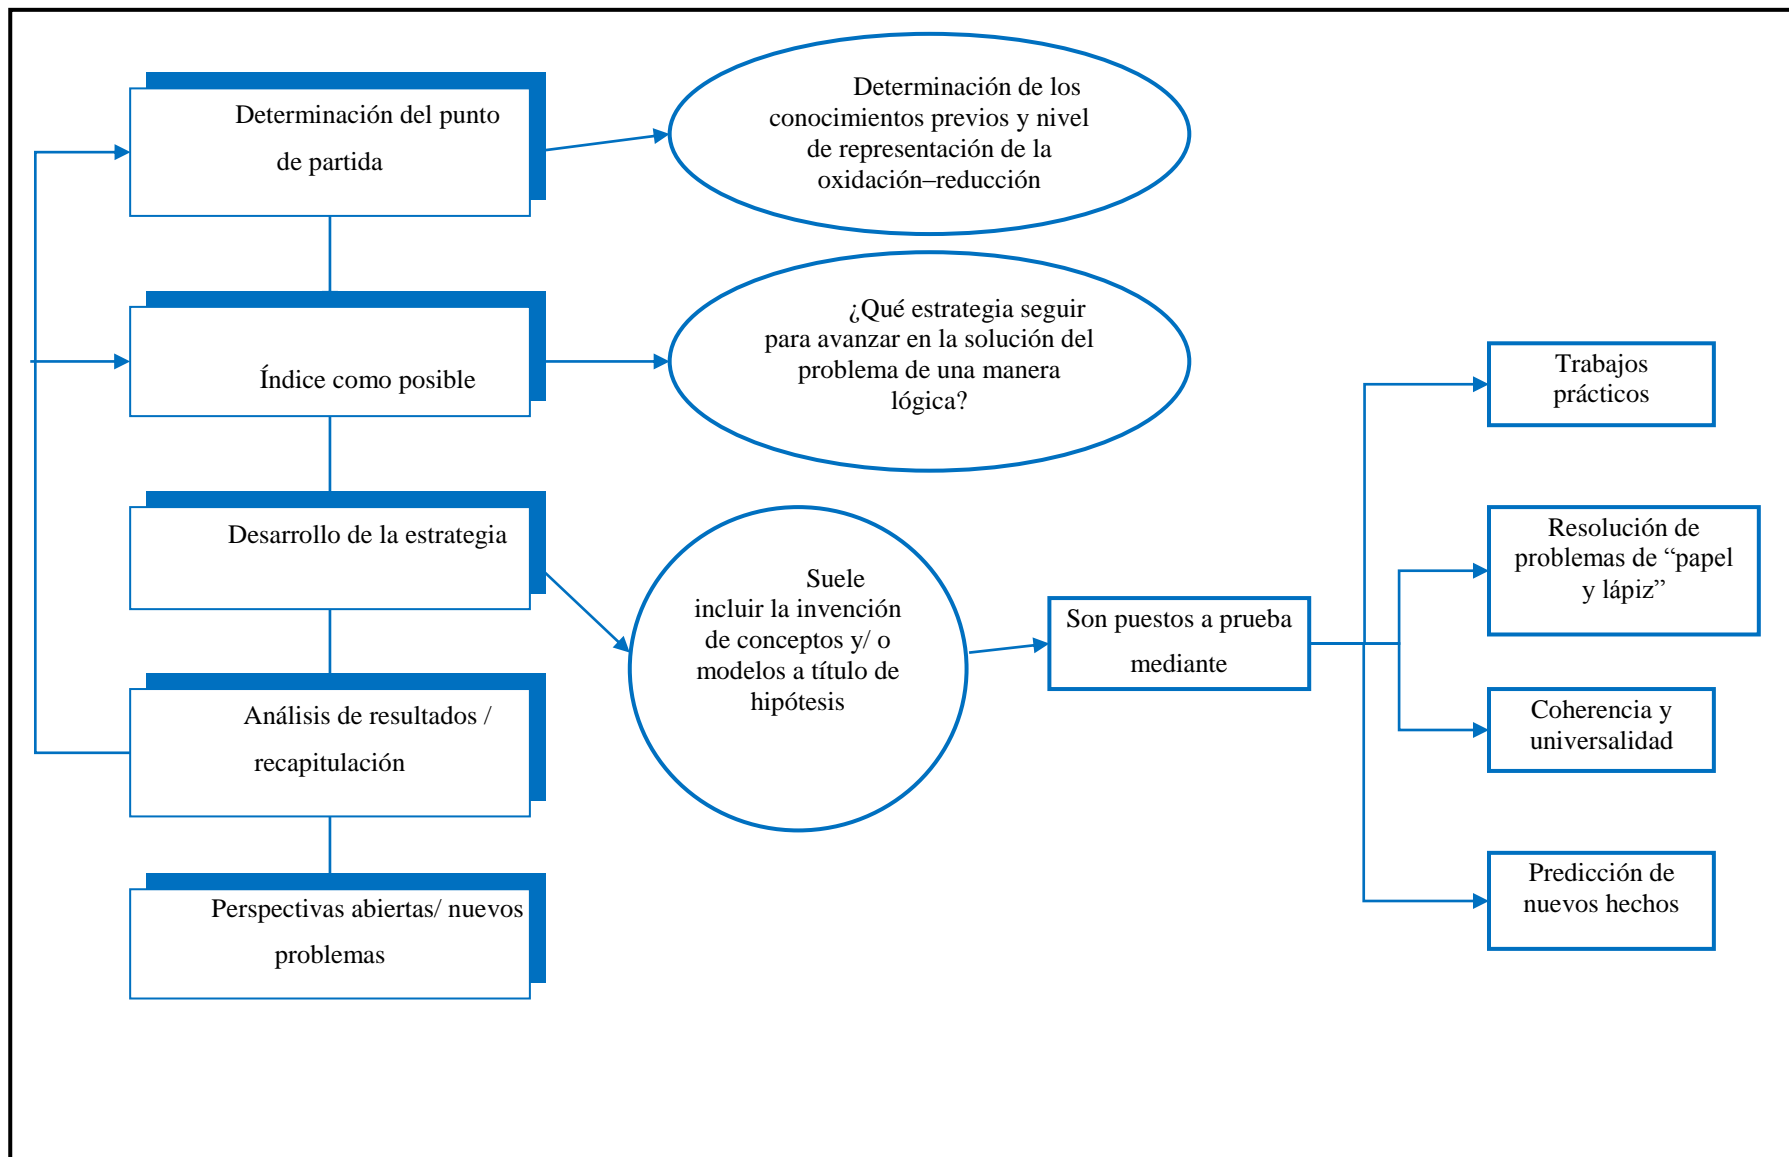 Determinación del punto
de partida
Determinación de los
conocimientos previos y nivel
de representación de la
oxidación–reducción
Índice como posible
¿Qué estrategia seguir
para avanzar en la solución del
problema de una manera
lógica?
Desarrollo de la estrategia
Suele
incluir la invención
de conceptos y/ o
modelos a título de
hipótesis
Son puestos a prueba
mediante
Trabajos
prácticos
Resolución de
problemas de “papel
y lápiz”
Coherencia y
universalidad
Predicción de
nuevos hechos
Análisis de resultados /
recapitulación
Perspectivas abiertas/ nuevos
problemas